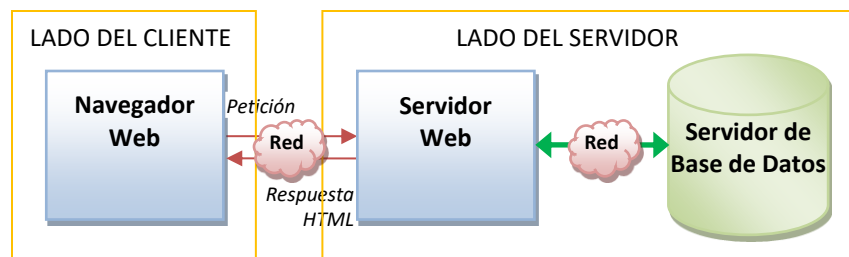 LADO DEL CLIENTE
LADO DEL SERVIDOR
Navegador
Web
Petición
Red
Respuesta
HTML
Servidor
Web
Red
Servidor de
Base de Datos